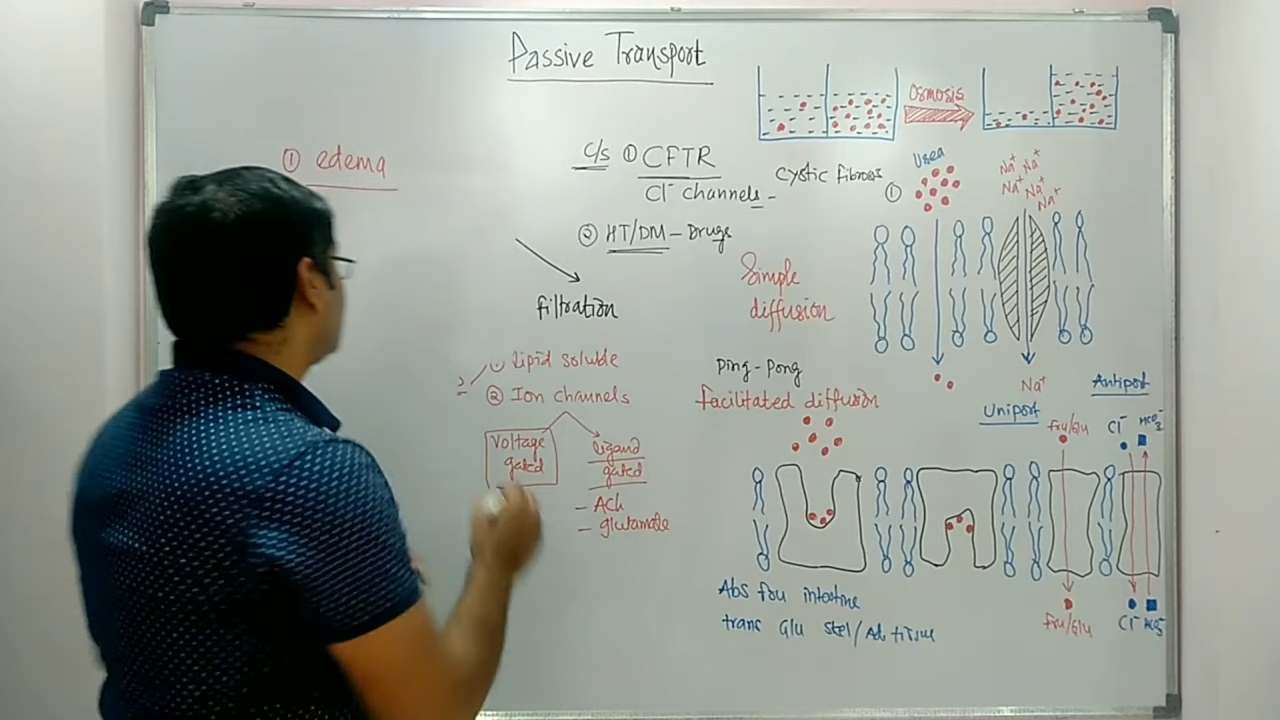 Passive Transport
① edema
C/S ① CFTR
Cl⁻ channels -
② HT/DM - Drugs
filtration
① lipid soluble
② Ion channels
Voltage gated
ligand gated
- ACh
- glutamate
Osmosis
Cystic fibrosis
①
Urea
Na⁺ Na⁺
Na⁺ Na⁺
Na⁺
Simple
diffusion
Na⁺
Ping-Pong
facilitated diffusion
Uniport
Antiport
fru/Glu
Cl⁻ HCO₃⁻
fru/Glu
Cl⁻ HCO₃⁻
Abs fru intestine
trans Glu skel/Ad tissue